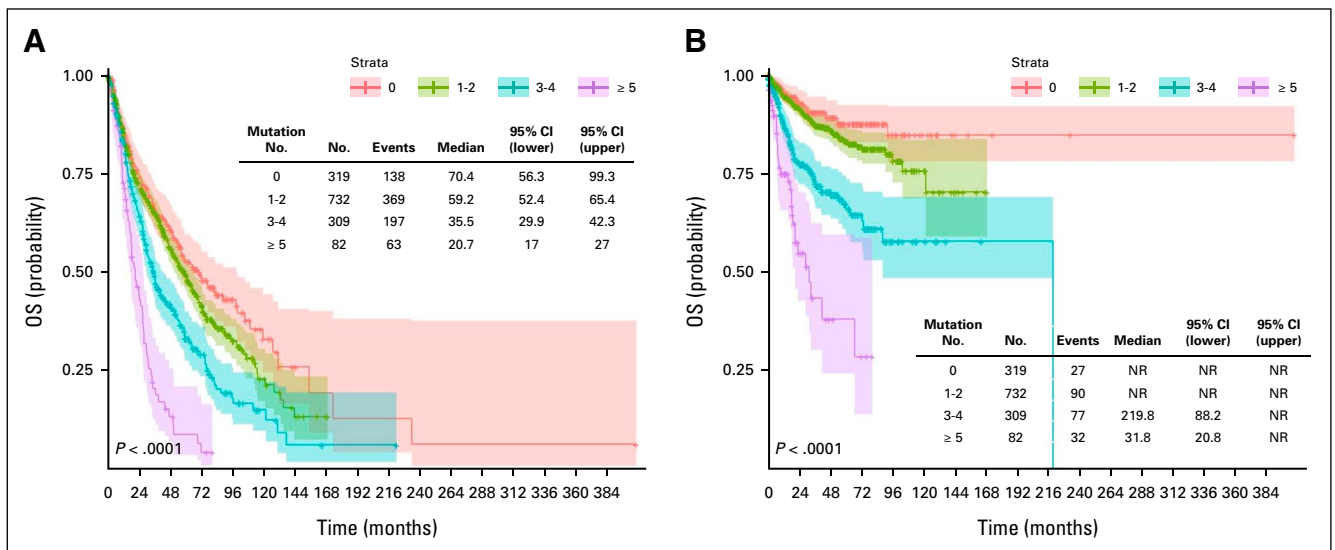 A
Strata
0 1-2 3-4 ≥ 5
OS (probability)
1.00
0.75
0.50
0.25
Mutation No. No. Events Median 95% CI (lower) 95% CI (upper)
0 319 138 70.4 56.3 99.3
1-2 732 369 59.2 52.4 65.4
3-4 309 197 35.5 29.9 42.3
≥ 5 82 63 20.7 17 27
P < .0001
0 24 48 72 96 120 144 168 192 216 240 264 288 312 336 360 384
Time (months)
B
Strata
0 1-2 3-4 ≥ 5
OS (probability)
1.00
0.75
0.50
0.25
Mutation No. No. Events Median 95% CI (lower) 95% CI (upper)
0 319 27 NR NR NR
1-2 732 90 NR NR NR
3-4 309 77 219.8 88.2 NR
≥ 5 82 32 31.8 20.8 NR
P < .0001
0 24 48 72 96 120 144 168 192 216 240 264 288 312 336 360 384
Time (months)